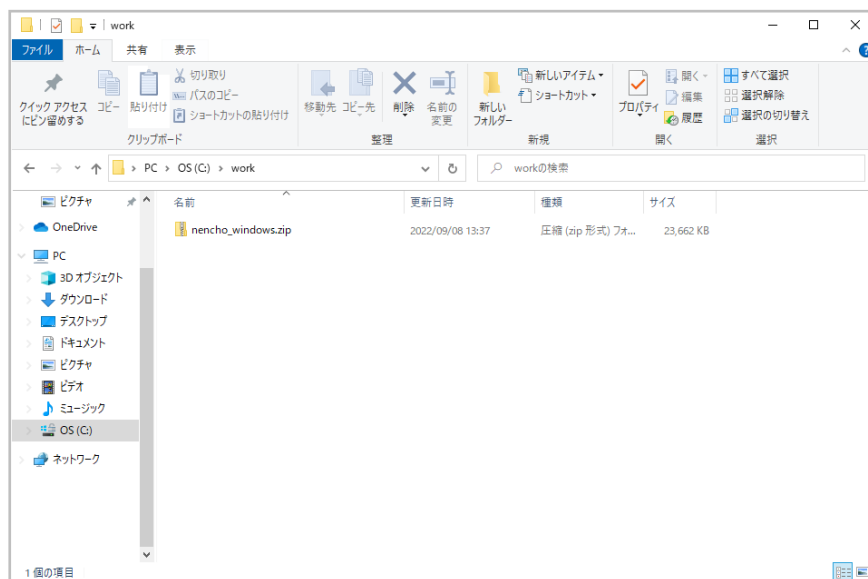 work
ファイル ホーム 共有 表示
クイック アクセスにピン留めする
コピー
貼り付け
切り取り
パスのコピー
ショートカットの貼り付け
クリップボード
移動先
コピー先
削除
名前の変更
整理
新しいフォルダー
新しいアイテム
ショートカット
新規
プロパティ
開く
編集
履歴
開く
すべて選択
選択解除
選択の切り替え
選択
PC › OS (C:) › work
workの検索
ピクチャ
OneDrive
PC
3D オブジェクト
ダウンロード
デスクトップ
ドキュメント
ピクチャ
ビデオ
ミュージック
OS (C:)
ネットワーク
名前 更新日時 種類 サイズ
nencho_windows.zip 2022/09/08 13:37 圧縮 (zip 形式) フォ... 23,662 KB
1 個の項目